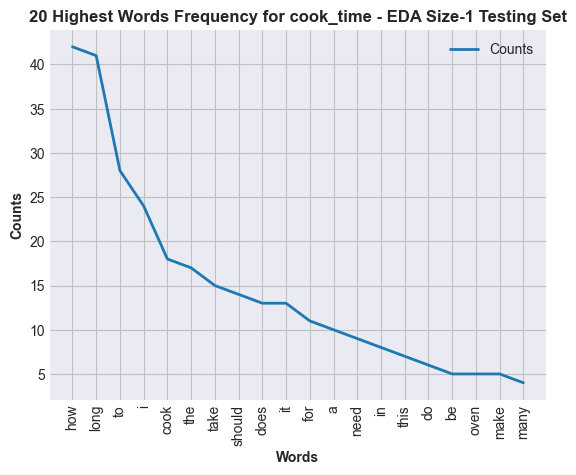 20 Highest Words Frequency for cook_time - EDA Size-1 Testing Set
Counts
40
35
30
25
20
15
10
5
Counts
how
long
to
i
cook
the
take
should
does
it
for
a
need
in
this
do
be
oven
make
many
Words